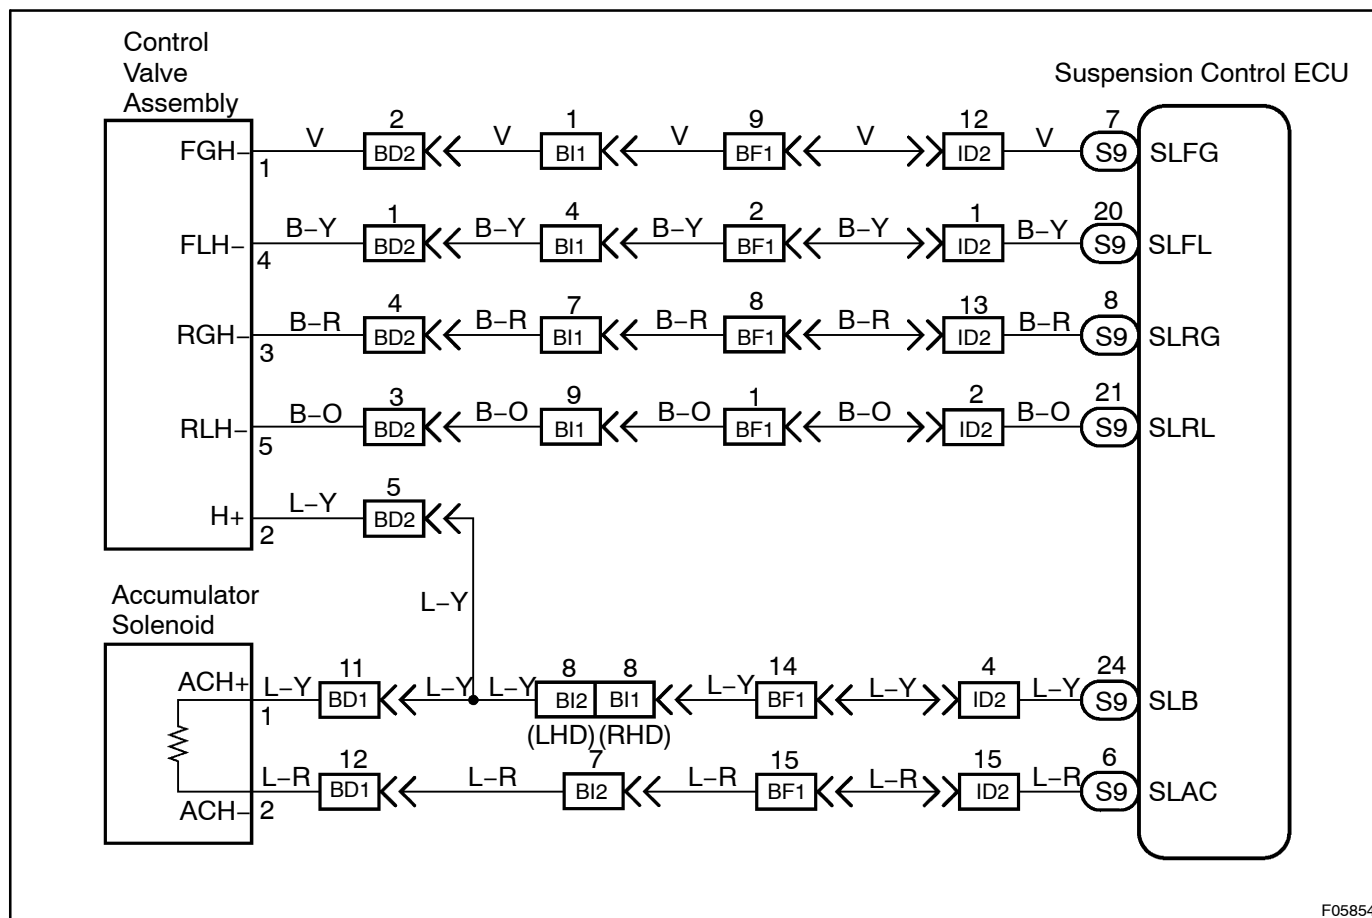 Control
Valve
Assembly
Suspension Control ECU
2 1 9 12 7
FGH− V V V V V SLFG
1 BD2 BI1 BF1 ID2 S9
1 4 2 1 20
FLH− B−Y B−Y B−Y B−Y B−Y SLFL
4 BD2 BI1 BF1 ID2 S9
4 7 8 13 8
RGH− B−R B−R B−R B−R B−R SLRG
3 BD2 BI1 BF1 ID2 S9
3 9 1 2 21
RLH− B−O B−O B−O B−O B−O SLRL
5 BD2 BI1 BF1 ID2 S9
5
H+ L−Y
2 BD2
L−Y
Accumulator
Solenoid
11 8 8 14 4 24
ACH+ L−Y L−Y L−Y L−Y L−Y L−Y
1 BD1 BI2 BI1 BF1 ID2 S9 SLB
(LHD) (RHD)
12 7 15 15 6
L−R L−R L−R L−R L−R
ACH− 2 BD1 BI2 BF1 ID2 S9 SLAC
F05854